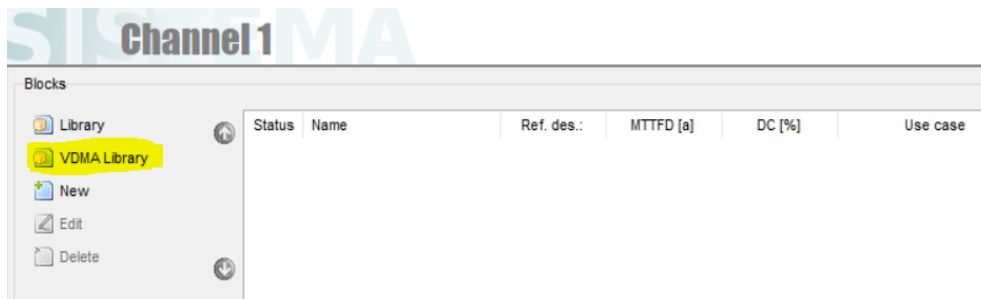 SISTEMA
Channel 1
Blocks
Library
VDMA Library
New
Edit
Delete
Status Name Ref. des.: MTTFD [a] DC [%] Use case